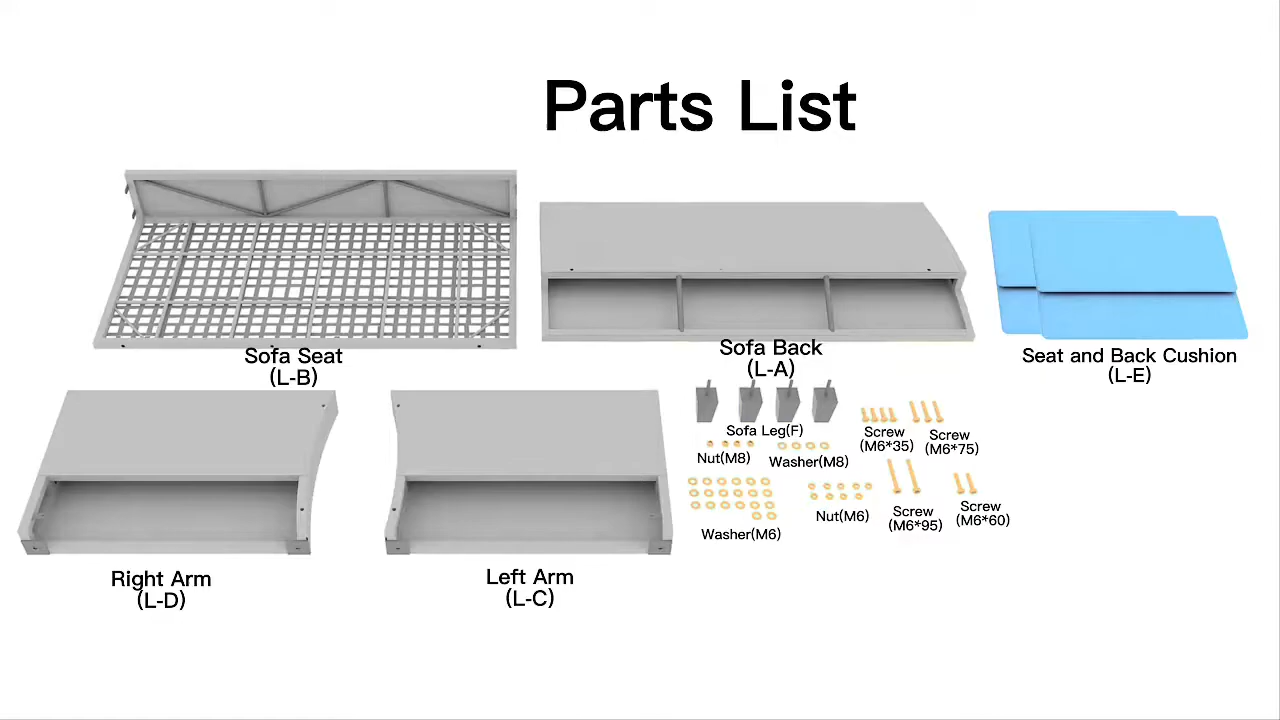 Parts List
Sofa Seat
(L-B)
Sofa Back
(L-A)
Seat and Back Cushion
(L-E)
Sofa Leg(F)
Nut(M8)
Washer(M8)
Screw
(M6*35)
Screw
(M6*75)
Washer(M6)
Nut(M6)
Screw
(M6*95)
Screw
(M6*60)
Right Arm
(L-D)
Left Arm
(L-C)